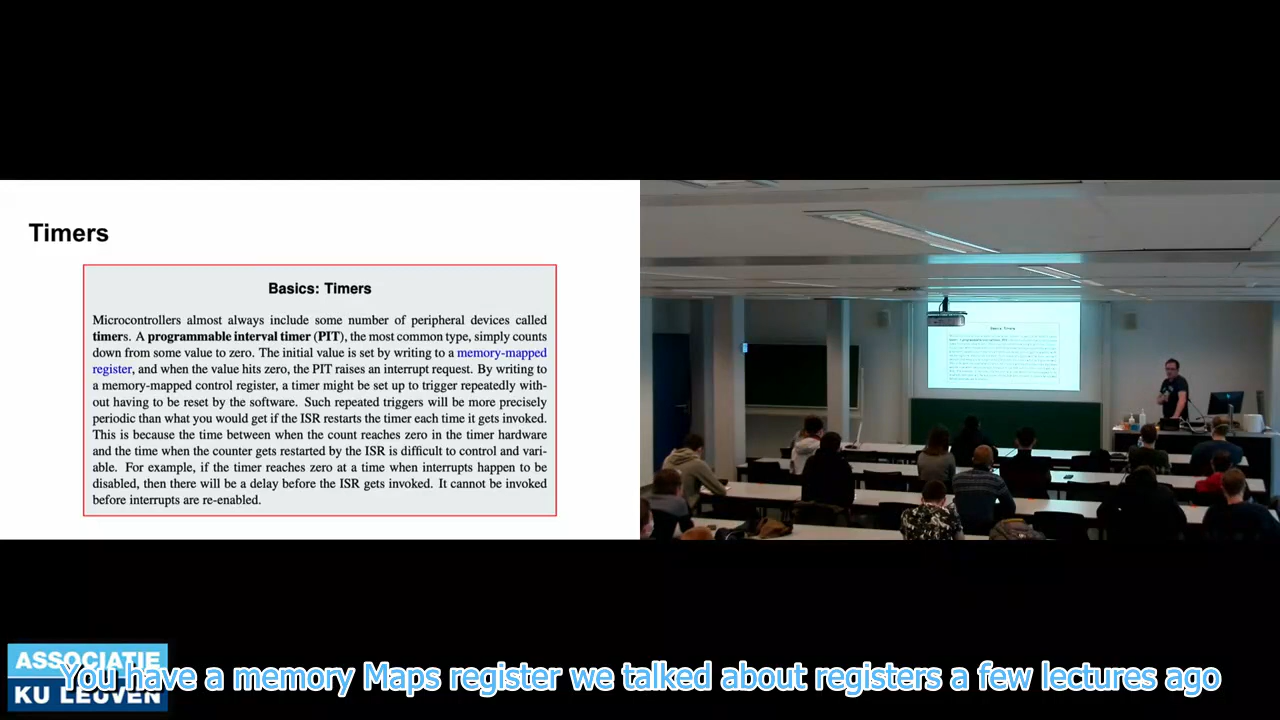 Timers
Basics: Timers
Microcontrollers almost always include some number of peripheral devices called
timers. A programmable interval timer (PIT), the most common type, simply counts
down from some value to zero. The initial value is set by writing to a memory-mapped
register, and when the value hits zero, the PIT raises an interrupt request. By writing to
a memory-mapped control register, a timer might be set up to trigger repeatedly with-
out having to be reset by the software. Such repeated triggers will be more precisely
periodic than what you would get if the ISR restarts the timer each time it gets invoked.
This is because the time between when the count reaches zero in the timer hardware
and the time when the counter gets restarted by the ISR is difficult to control and vari-
able. For example, if the timer reaches zero at a time when interrupts happen to be
disabled, then there will be a delay before the ISR gets invoked. It cannot be invoked
before interrupts are re-enabled.
ASSOCIATIE
KU LEUVEN
You have a memory Maps register we talked about registers a few lectures ago